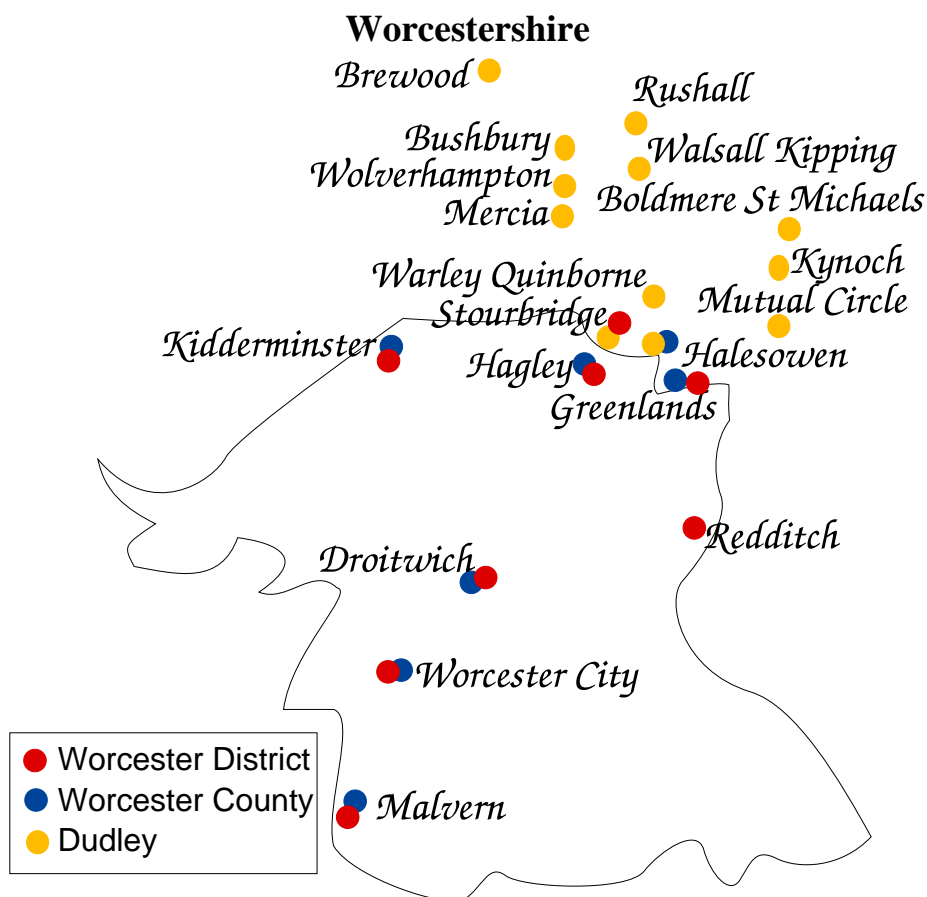 Worcestershire
Brewood
Rushall
Bushbury
Walsall Kipping
Wolverhampton
Boldmere St Michaels
Mercia
Kynoch
Warley Quinborne
Mutual Circle
Stourbridge
Kidderminster
Hagley
Halesowen
Greenlands
Redditch
Droitwich
Worcester City
Worcester District
Worcester County
Malvern
Dudley